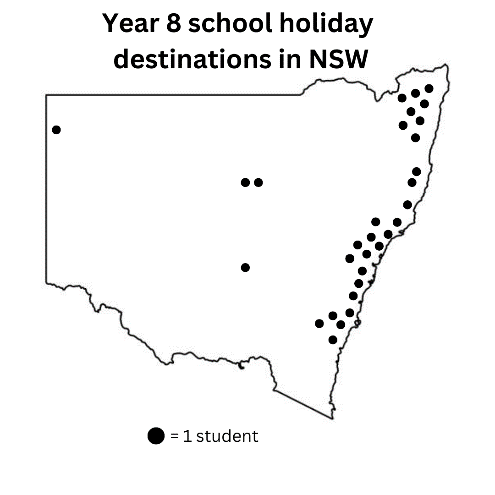 Year 8 school holiday
destinations in NSW
= 1 student